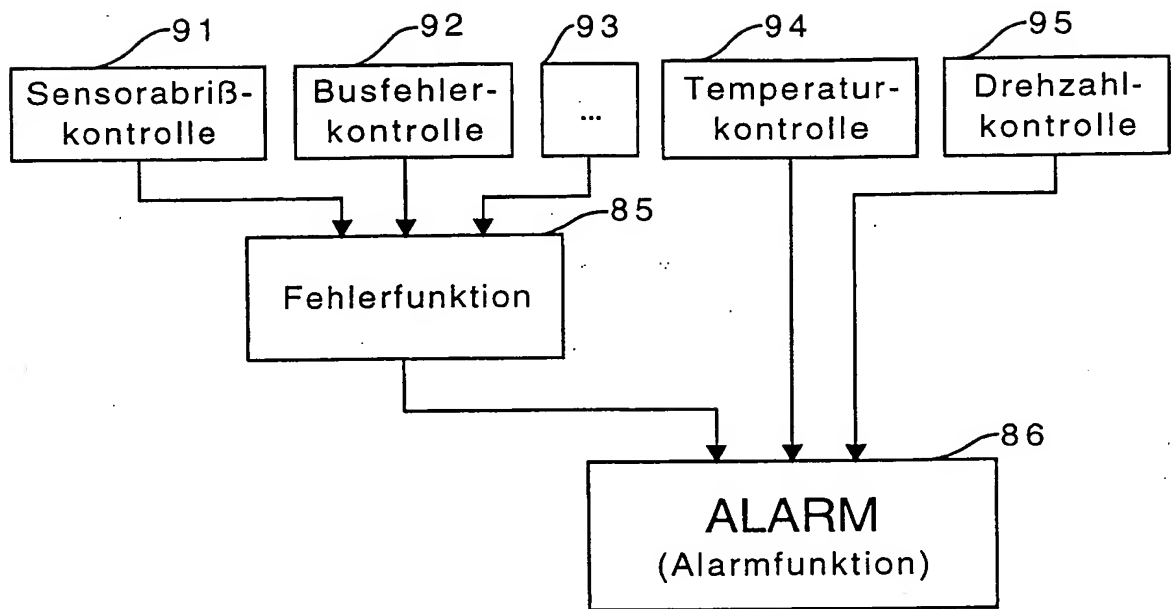 91
92
93
94
95
Sensorabriß-
kontrolle
Busfehler-
kontrolle
...
Temperatur-
kontrolle
Drehzahl-
kontrolle
85
Fehlerfunktion
86
ALARM
(Alarmfunktion)